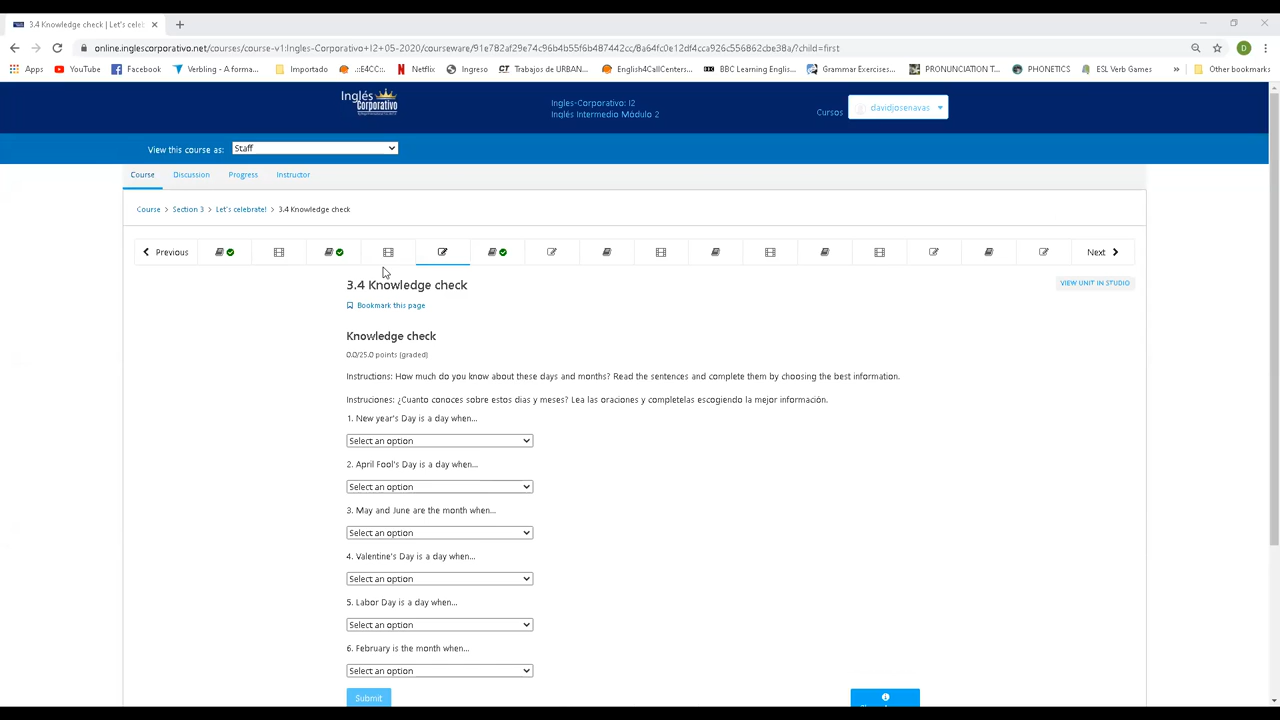 3.4 Knowledge check | Let's celeb
online.inglescorporativo.net/courses/course-v1:Ingles-Corporativo+I2+05-2020/courseware/91e782af29e74c96b4b55f6b487442cc/8a64fc0e12df4cca926c556862cbe38a/?child=first
D
Apps YouTube Facebook Verbling - A forma... Importado .::E4CC::. Netflix Ingreso Trabajos de URBAN... English4CallCenters... BBC Learning Englis... Grammar Exercises... PRONUNCIATION T... PHONETICS ESL Verb Games » Other bookmarks
Inglés Corporativo
Ingles-Corporativo: I2
Inglés Intermedio Módulo 2
Cursos davidjosenavas
View this course as: Staff
Course Discussion Progress Instructor
Course > Section 3 > Let's celebrate! > 3.4 Knowledge check
Previous Next
3.4 Knowledge check
VIEW UNIT IN STUDIO
Bookmark this page
Knowledge check
0.0/25.0 points (graded)
Instructions: How much do you know about these days and months? Read the sentences and complete them by choosing the best information.
Instruciones: ¿Cuanto conoces sobre estos dias y meses? Lea las oraciones y completelas escogiendo la mejor información.
1. New year's Day is a day when...
Select an option
2. April Fool's Day is a day when...
Select an option
3. May and June are the month when...
Select an option
4. Valentine's Day is a day when...
Select an option
5. Labor Day is a day when...
Select an option
6. February is the month when...
Select an option
Submit